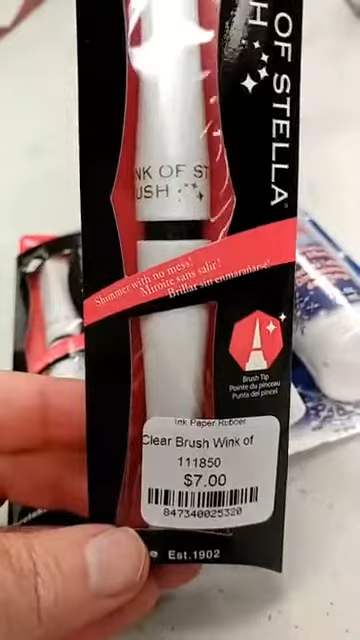 OF STELLA
H
NK OF ST
USH
Shimmer with no mess!
Miroite sans salir!
Brillar sin enmarañarse!
Brush Tip
Pointe du pinceau
Punta del pincel
Ink Paper Rubber
Clear Brush Wink of
111850
$7.00
847340025320
e Est.1902